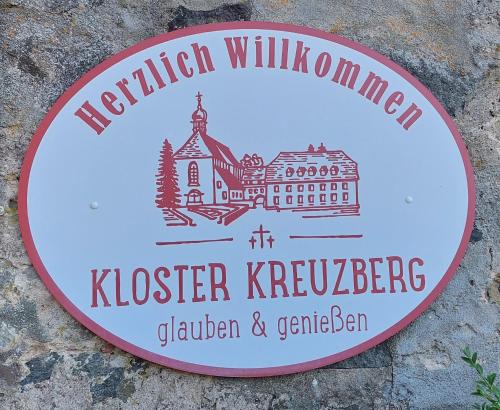 Herzlich Willkommen
KLOSTER KREUZBERG
glauben & genießen